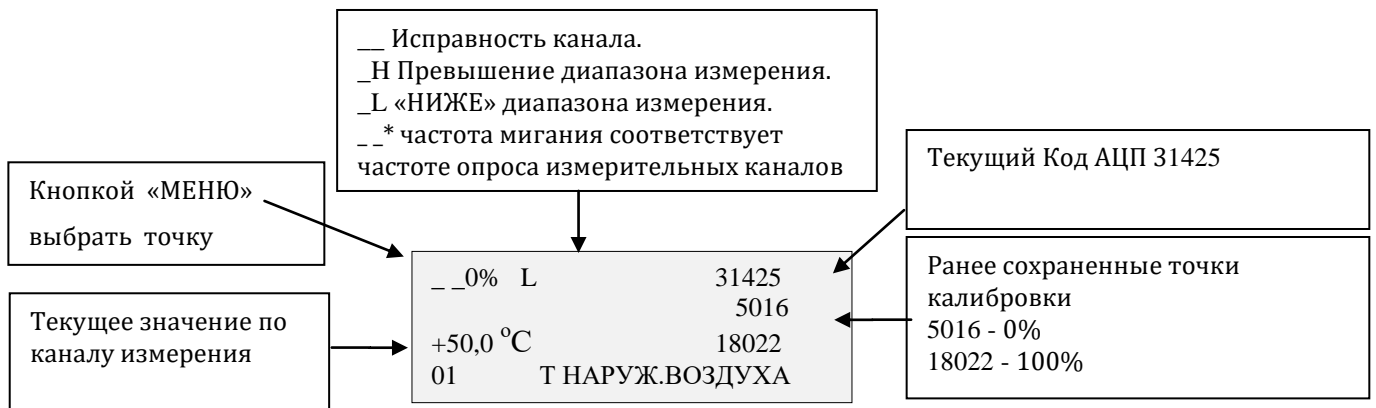 __ Исправность канала.
_H Превышение диапазона измерения.
_L «НИЖЕ» диапазона измерения.
_ _* частота мигания соответствует
частоте опроса измерительных каналов
Кнопкой «МЕНЮ»
выбрать точку
Текущий Код АЦП 31425
_ _0% L 31425
5016
+50,0 °C 18022
01 Т НАРУЖ.ВОЗДУХА
Текущее значение по
каналу измерения
Ранее сохраненные точки
калибровки
5016 - 0%
18022 - 100%